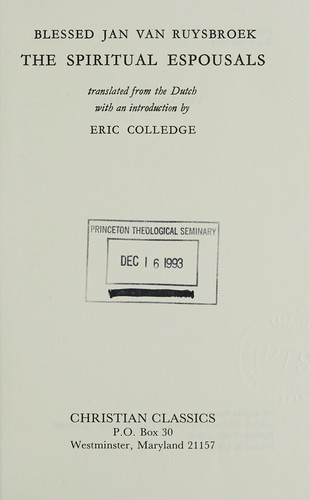 BLESSED JAN VAN RUYSBROEK
THE SPIRITUAL ESPOUSALS
translated from the Dutch
with an introduction by
ERIC COLLEDGE
PRINCETON THEOLOGICAL SEMINARY
DEC 16 1993
CHRISTIAN CLASSICS
P.O. Box 30
Westminster, Maryland 21157